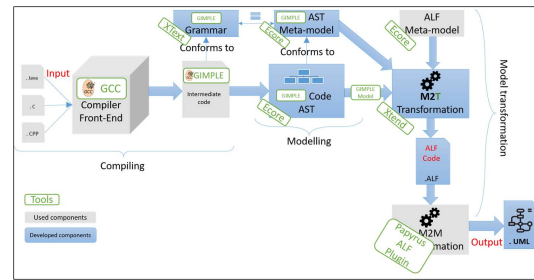 XText
GIMPLE
Grammar
Ecore
GIMPLE
AST
Meta-model
Ecore
ALF
Meta-model
Conforms to
Conforms to
.Java
Input
.C
.CPP
GCC
Compiler
Front-End
GIMPLE
Intermediate
code
GIMPLE
Code
AST
Ecore
GIMPLE
Model
M2T
Transformation
Xtend
Model transformation
Compiling
Modelling
ALF
Code
.ALF
Tools
Used components
Developed components
M2M
mation
Papyrus
ALF
Plugin
Output
. UML